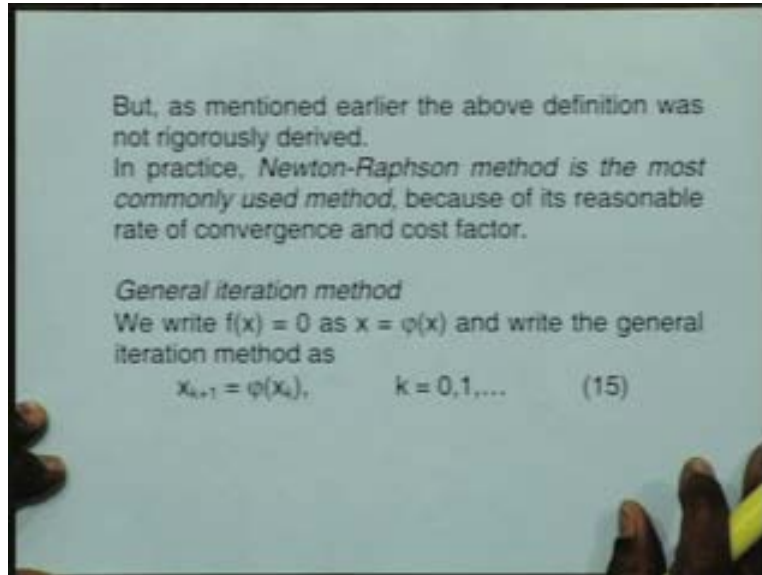 But, as mentioned earlier the above definition was
not rigorously derived.
In practice, Newton-Raphson method is the most
commonly used method, because of its reasonable
rate of convergence and cost factor.
General iteration method
We write f(x) = 0 as x = φ(x) and write the general
iteration method as
xₖ₊₁ = φ(xₖ), k = 0,1,... (15)